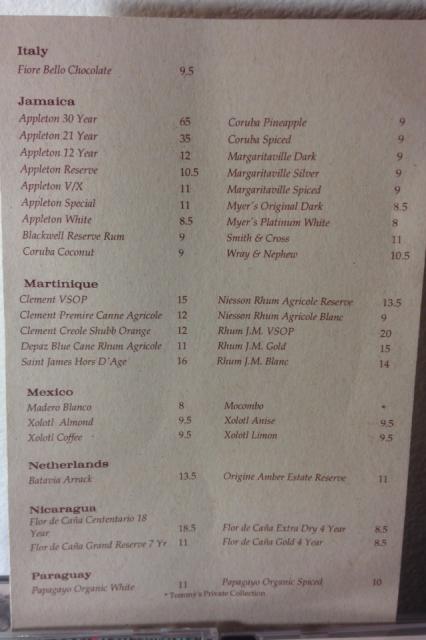 Italy
Fiore Bello Chocolate 9.5
Jamaica
Appleton 30 Year 65 Coruba Pineapple 9
Appleton 21 Year 35 Coruba Spiced 9
Appleton 12 Year 12 Margaritaville Dark 9
Appleton Reserve 10.5 Margaritaville Silver 9
Appleton V/X 11 Margaritaville Spiced 9
Appleton Special 11 Myer's Original Dark 8.5
Appleton White 8.5 Myer's Platinum White 8
Blackwell Reserve Rum 9 Smith & Cross 11
Coruba Coconut 9 Wray & Nephew 10.5
Martinique
Clement VSOP 15 Niesson Rhum Agricole Reserve 13.5
Clement Premire Canne Agricole 12 Niesson Rhum Agricole Blanc 9
Clement Creole Shubb Orange 12 Rhum J.M. VSOP 20
Depaz Blue Cane Rhum Agricole 11 Rhum J.M. Gold 15
Saint James Hors D'Age 16 Rhum J.M. Blanc 14
Mexico
Madero Blanco 8 Mocombo *
Xolotl Almond 9.5 Xolotl Anise 9.5
Xolotl Coffee 9.5 Xolotl Limon 9.5
Netherlands
Batavia Arrack 13.5 Origine Amber Estate Reserve 11
Nicaragua
Flor de Caña Centenario 18
Year 18.5 Flor de Caña Extra Dry 4 Year 8.5
Flor de Caña Grand Reserve 7 Yr 11 Flor de Caña Gold 4 Year 8.5
Paraguay
Papagayo Organic White 11 Papagayo Organic Spiced 10
* Tommy's Private Collection